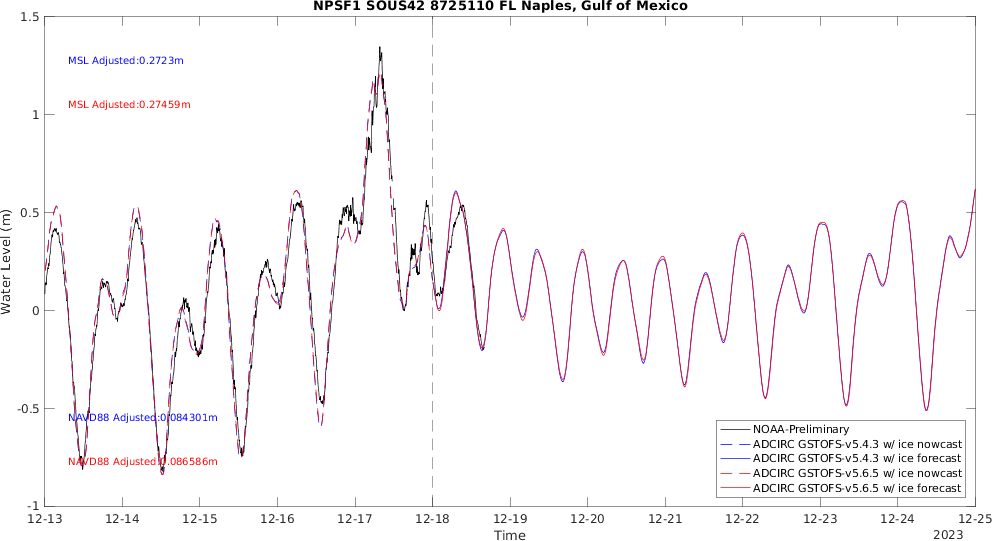 NPSF1 SOUS42 8725110 FL Naples, Gulf of Mexico
1.5
1
0.5
0
-0.5
-1
Water Level (m)
MSL Adjusted:0.2723m
MSL Adjusted:0.27459m
NAVD88 Adjusted:0.084301m
NAVD88 Adjusted:0.086586m
NOAA-Preliminary
ADCIRC GSTOFS-v5.4.3 w/ ice nowcast
ADCIRC GSTOFS-v5.4.3 w/ ice forecast
ADCIRC GSTOFS-v5.6.5 w/ ice nowcast
ADCIRC GSTOFS-v5.6.5 w/ ice forecast
12-13 12-14 12-15 12-16 12-17 12-18 12-19 12-20 12-21 12-22 12-23 12-24 12-25
Time
2023